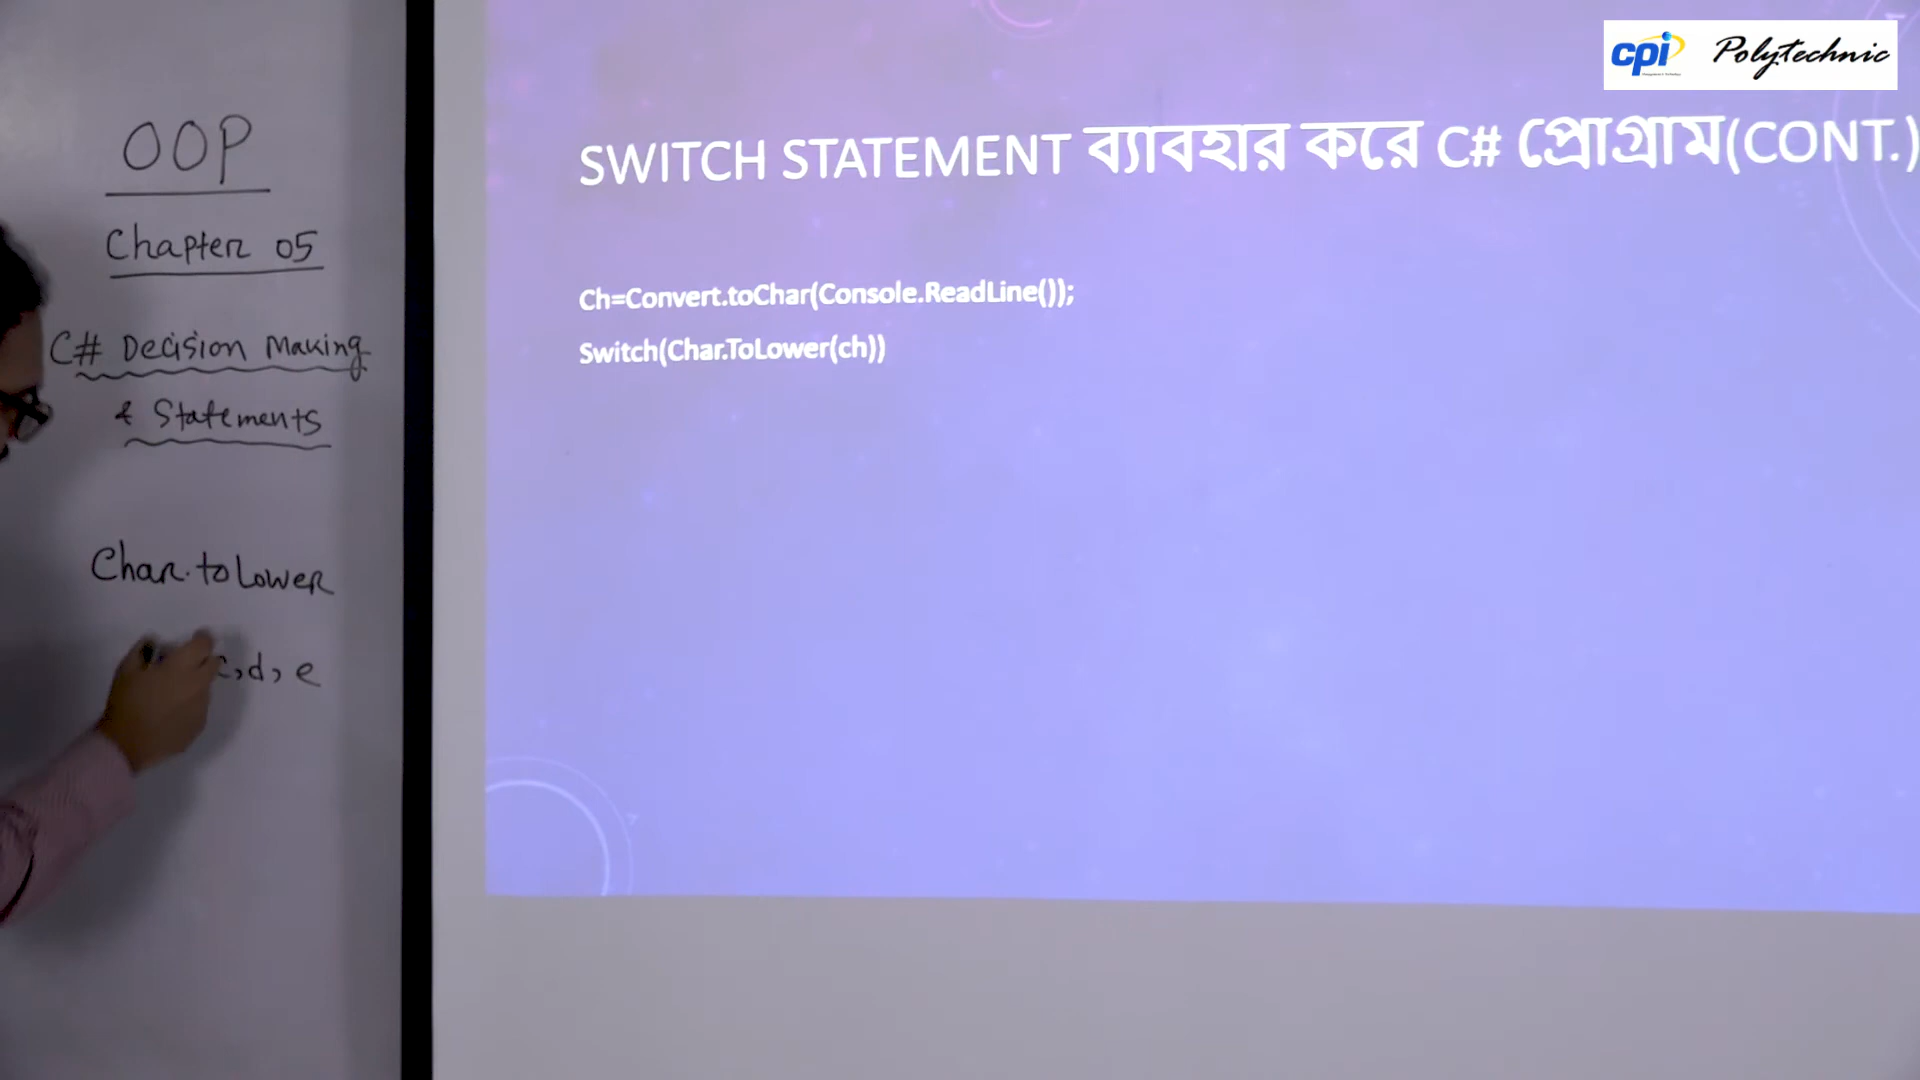 cpi Polytechnic
OOP
Chapter 05
C# Decision Making
& Statements
Char.toLower
c, d, e
SWITCH STATEMENT ব্যাবহার করে C# প্রোগ্রাম(CONT.)
Ch=Convert.toChar(Console.ReadLine());
Switch(Char.ToLower(ch))